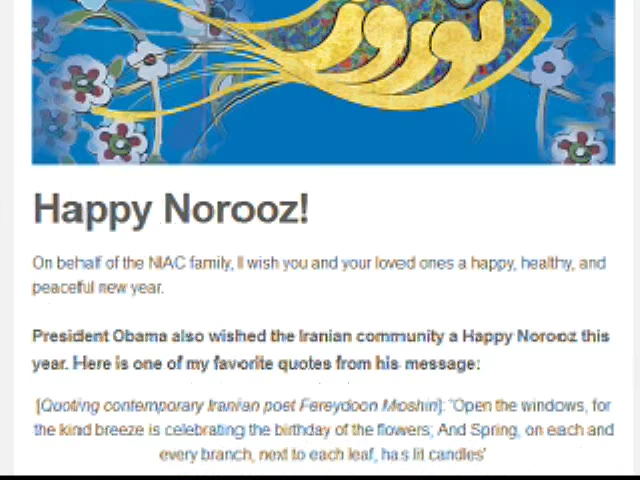 نوروز
Happy Norooz!
On behalf of the NIAC family, I wish you and your loved ones a happy, healthy, and
peaceful new year.
President Obama also wished the Iranian community a Happy Norooz this
year. Here is one of my favorite quotes from his message:
[Quoting contemporary Iranian poet Fereydoon Moshiri]: "Open the windows, for
the kind breeze is celebrating the birthday of the flowers; And Spring, on each and
every branch, next to each leaf, has lit candles'